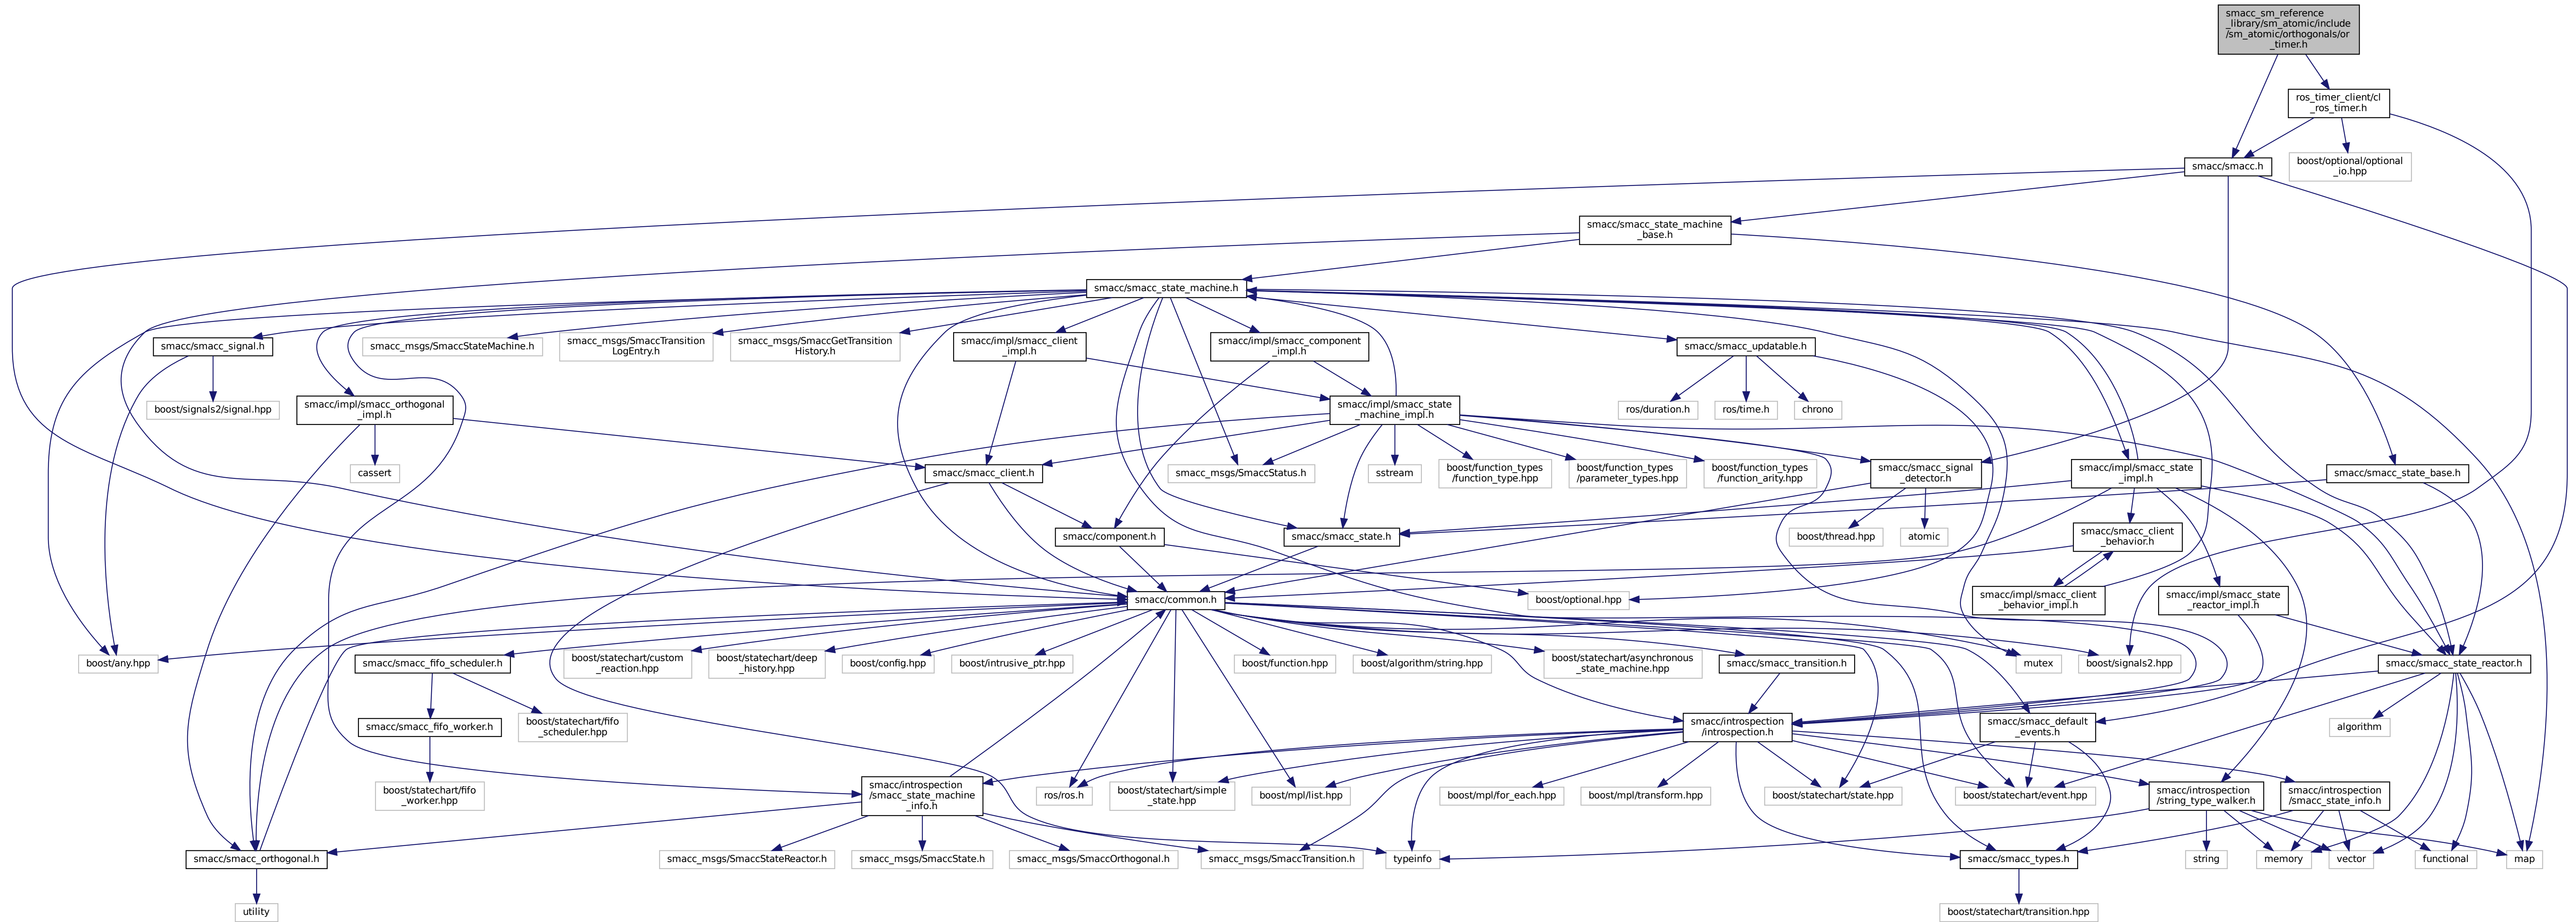 smacc_sm_reference
_library/sm_atomic/include
/sm_atomic/orthogonals/or
_timer.h
ros_timer_client/cl
_ros_timer.h
smacc/smacc.h
boost/optional/optional
_io.hpp
smacc/smacc_state_machine
_base.h
smacc/smacc_state_machine.h
smacc/smacc_signal.h
smacc_msgs/SmaccStateMachine.h
smacc_msgs/SmaccTransition
LogEntry.h
smacc_msgs/SmaccGetTransition
History.h
smacc/impl/smacc_client
_impl.h
smacc/impl/smacc_component
_impl.h
smacc/smacc_updatable.h
boost/signals2/signal.hpp
smacc/impl/smacc_orthogonal
_impl.h
smacc/impl/smacc_state
_machine_impl.h
ros/duration.h
ros/time.h
chrono
cassert
smacc/smacc_client.h
smacc_msgs/SmaccStatus.h
sstream
boost/function_types
/function_type.hpp
boost/function_types
/parameter_types.hpp
boost/function_types
/function_arity.hpp
smacc/smacc_signal
_detector.h
smacc/impl/smacc_state
_impl.h
smacc/smacc_state_base.h
smacc/component.h
smacc/smacc_state.h
boost/thread.hpp
atomic
smacc/smacc_client
_behavior.h
smacc/common.h
boost/optional.hpp
smacc/impl/smacc_client
_behavior_impl.h
smacc/impl/smacc_state
_reactor_impl.h
boost/any.hpp
smacc/smacc_fifo_scheduler.h
boost/statechart/custom
_reaction.hpp
boost/statechart/deep
_history.hpp
boost/config.hpp
boost/intrusive_ptr.hpp
boost/function.hpp
boost/algorithm/string.hpp
boost/statechart/asynchronous
_state_machine.hpp
smacc/smacc_transition.h
mutex
boost/signals2.hpp
smacc/smacc_state_reactor.h
smacc/smacc_fifo_worker.h
boost/statechart/fifo
_scheduler.hpp
smacc/introspection
/introspection.h
smacc/smacc_default
_events.h
algorithm
boost/statechart/fifo
_worker.hpp
smacc/introspection
/smacc_state_machine
_info.h
ros/ros.h
boost/statechart/simple
_state.hpp
boost/mpl/list.hpp
boost/mpl/for_each.hpp
boost/mpl/transform.hpp
boost/statechart/state.hpp
boost/statechart/event.hpp
smacc/introspection
/string_type_walker.h
smacc/introspection
/smacc_state_info.h
smacc/smacc_orthogonal.h
smacc_msgs/SmaccStateReactor.h
smacc_msgs/SmaccState.h
smacc_msgs/SmaccOrthogonal.h
smacc_msgs/SmaccTransition.h
typeinfo
smacc/smacc_types.h
string
memory
vector
functional
map
utility
boost/statechart/transition.hpp